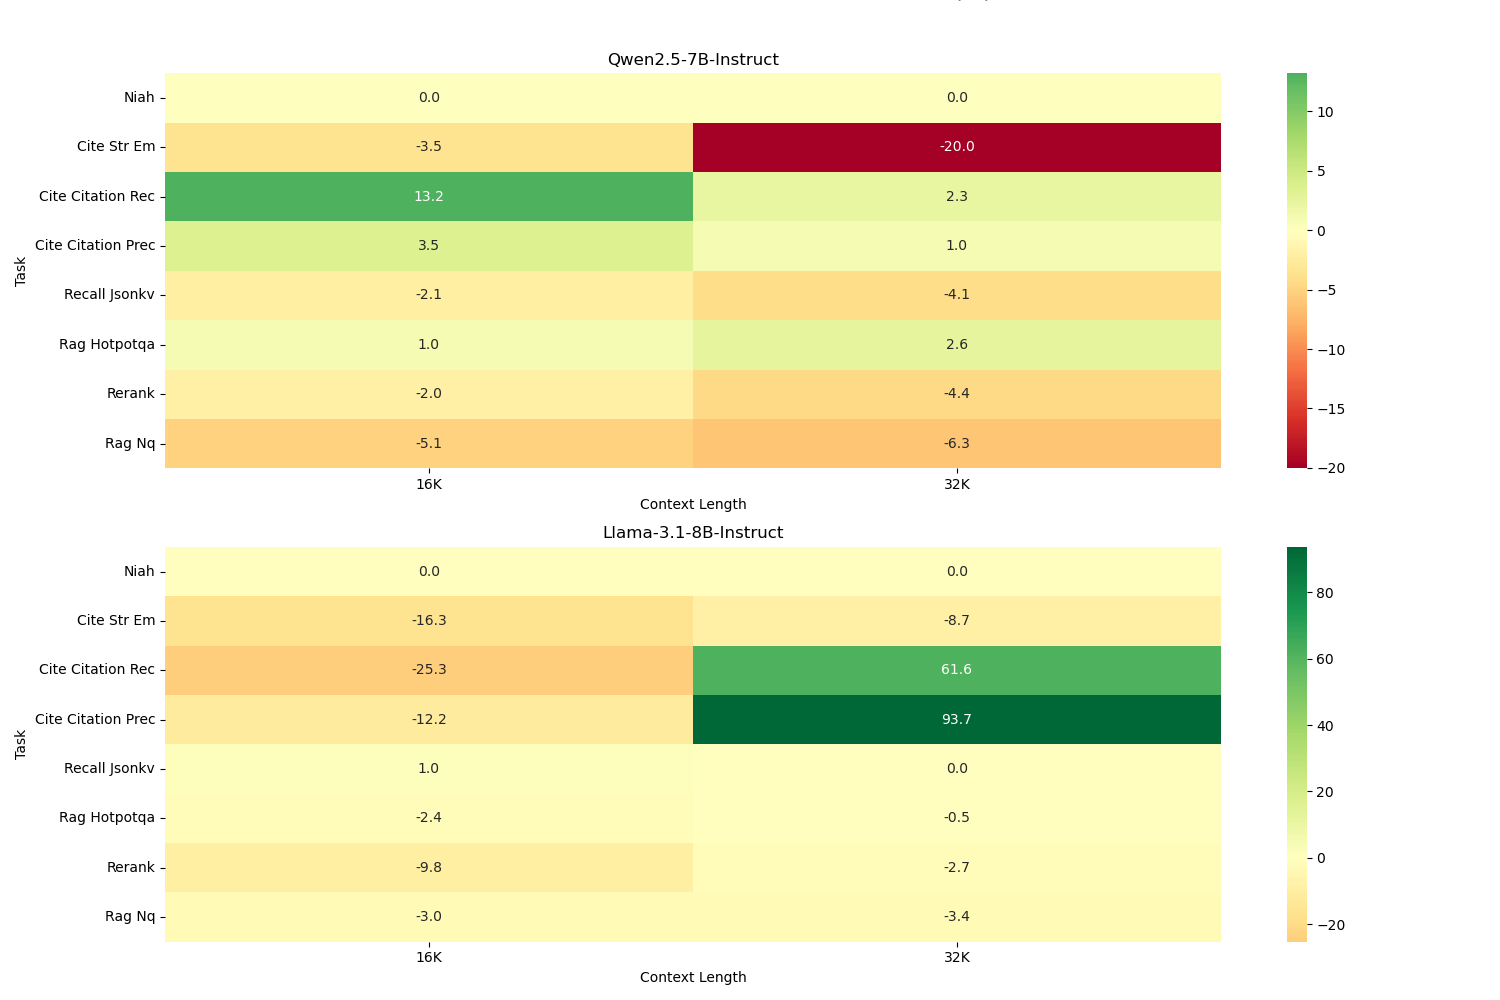 Qwen2.5-7B-Instruct
Task
Niah 0.0 0.0
Cite Str Em -3.5 -20.0
Cite Citation Rec 13.2 2.3
Cite Citation Prec 3.5 1.0
Recall Jsonkv -2.1 -4.1
Rag Hotpotqa 1.0 2.6
Rerank -2.0 -4.4
Rag Nq -5.1 -6.3
16K 32K
Context Length
10
5
0
−5
−10
−15
−20
Llama-3.1-8B-Instruct
Task
Niah 0.0 0.0
Cite Str Em -16.3 -8.7
Cite Citation Rec -25.3 61.6
Cite Citation Prec -12.2 93.7
Recall Jsonkv 1.0 0.0
Rag Hotpotqa -2.4 -0.5
Rerank -9.8 -2.7
Rag Nq -3.0 -3.4
16K 32K
Context Length
80
60
40
20
0
−20